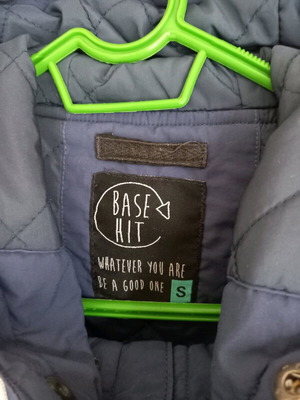 BASE
HIT
WHATEVER YOU ARE
BE A GOOD ONE
S